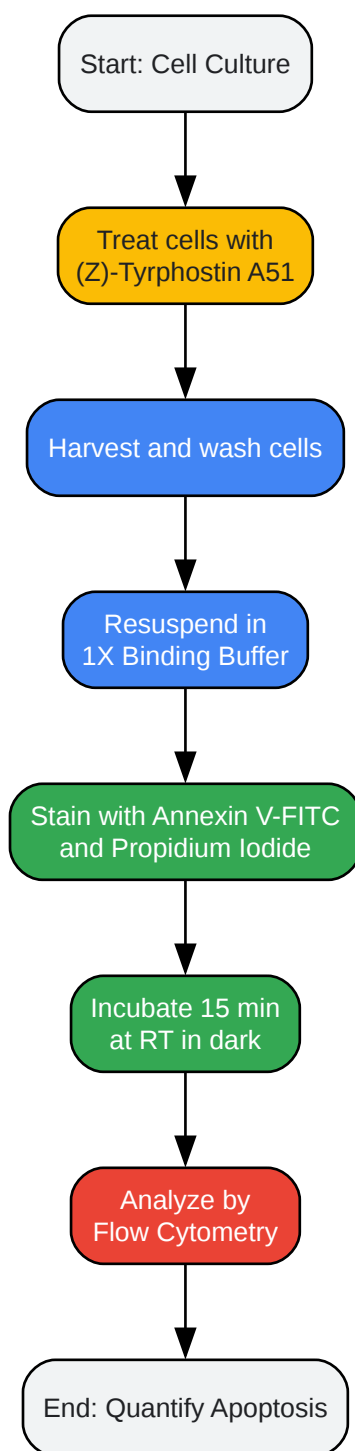 Start: Cell Culture
Treat cells with
(Z)-Tyrphostin A51
Harvest and wash cells
Resuspend in
1X Binding Buffer
Stain with Annexin V-FITC
and Propidium Iodide
Incubate 15 min
at RT in dark
Analyze by
Flow Cytometry
End: Quantify Apoptosis